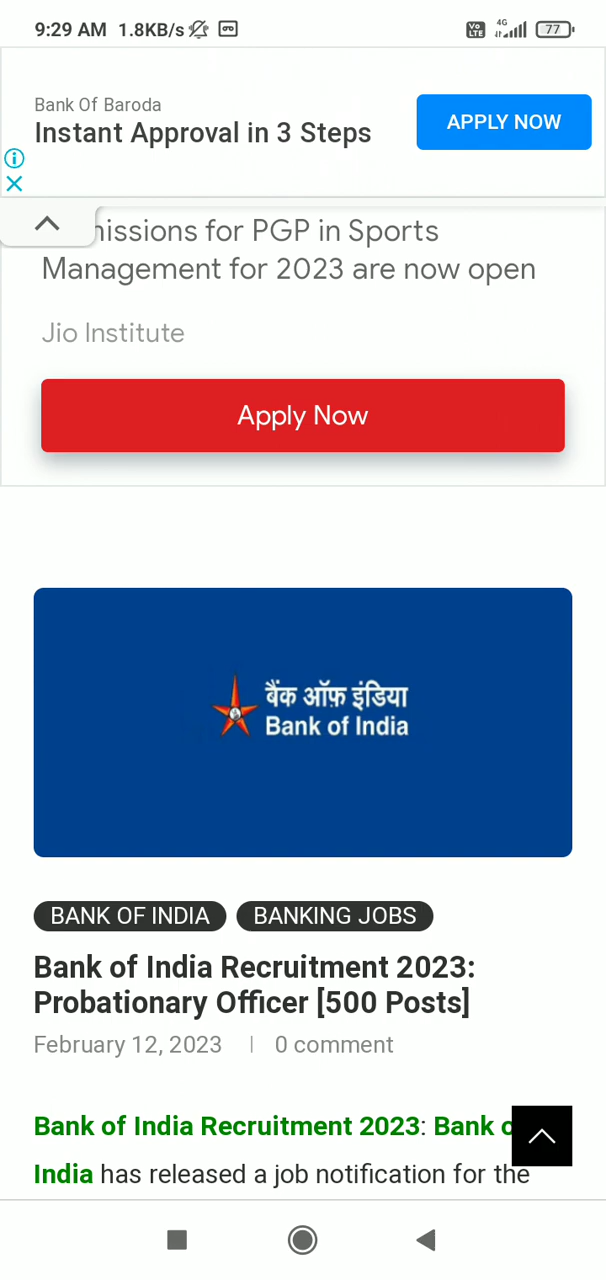 9:29 AM 1.8KB/s
Vo LTE 4G 77
Bank Of Baroda
Instant Approval in 3 Steps
APPLY NOW
for PGP in Sports
Management for 2023 are now open
Jio Institute
Apply Now
बैंक ऑफ़ इंडिया
Bank of India
BANK OF INDIA BANKING JOBS
Bank of India Recruitment 2023:
Probationary Officer [500 Posts]
February 12, 2023 | 0 comment
Bank of India Recruitment 2023: Bank
India has released a job notification for the